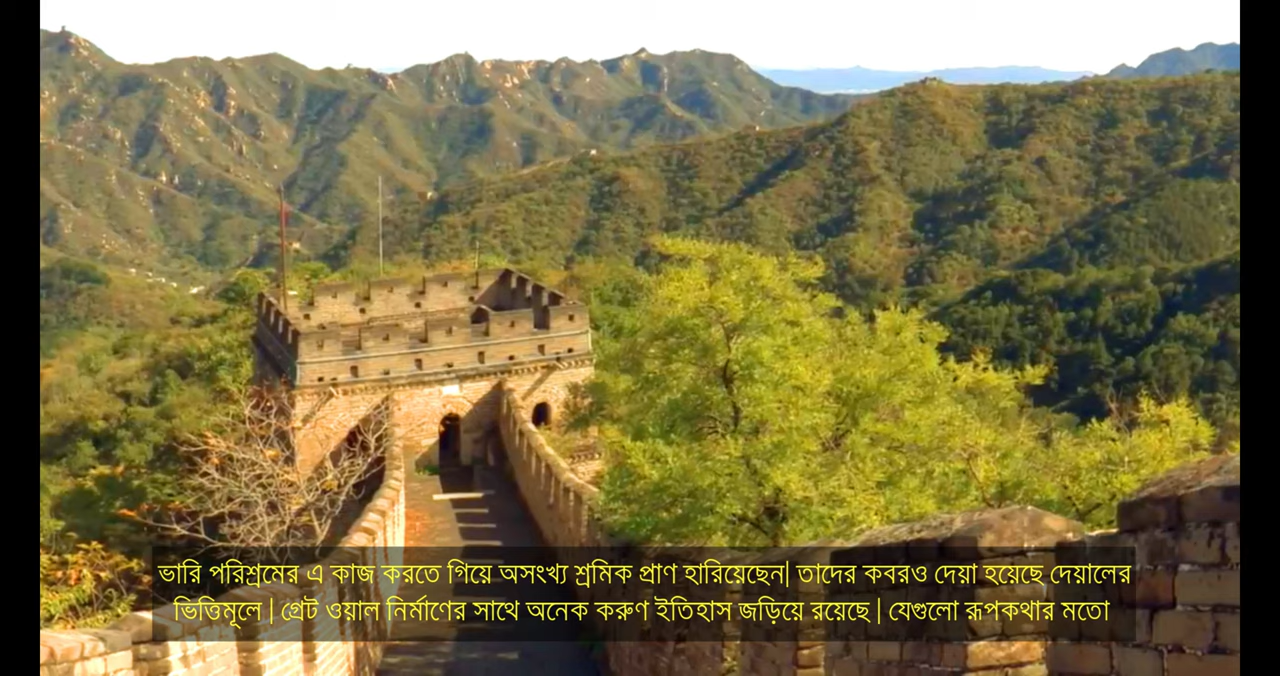 ভারি পরিশ্রমের এ কাজ করতে গিয়ে অসংখ্য শ্রমিক প্রাণ হারিয়েছেন| তাদের কবরও দেয়া হয়েছে দেয়ালের
ভিত্তিমূলে | গ্রেট ওয়াল নির্মাণের সাথে অনেক করুণ ইতিহাস জড়িয়ে রয়েছে | যেগুলো রূপকথার মতো